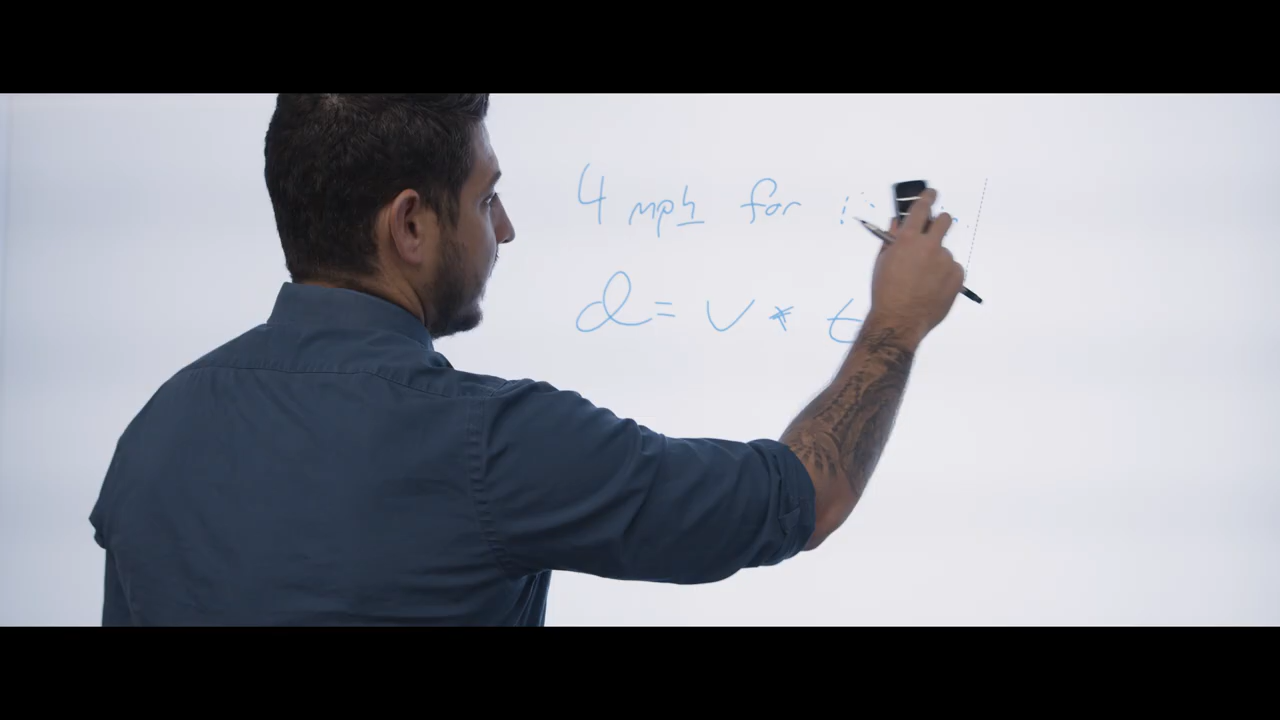 4 mph for
d = v * t